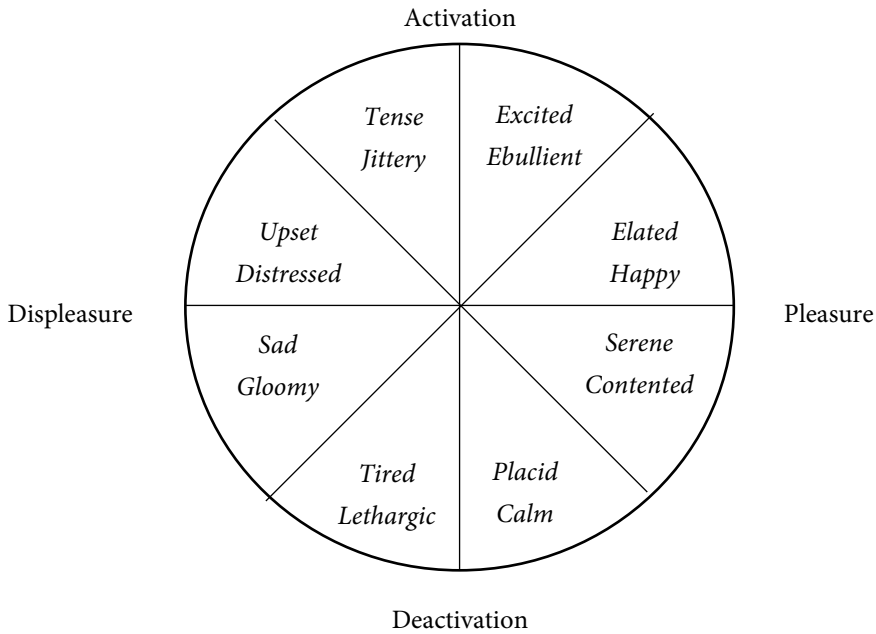 Activation
Tense
Jittery
Excited
Ebullient
Upset
Distressed
Elated
Happy
Displeasure
Pleasure
Sad
Gloomy
Serene
Contented
Tired
Lethargic
Placid
Calm
Deactivation